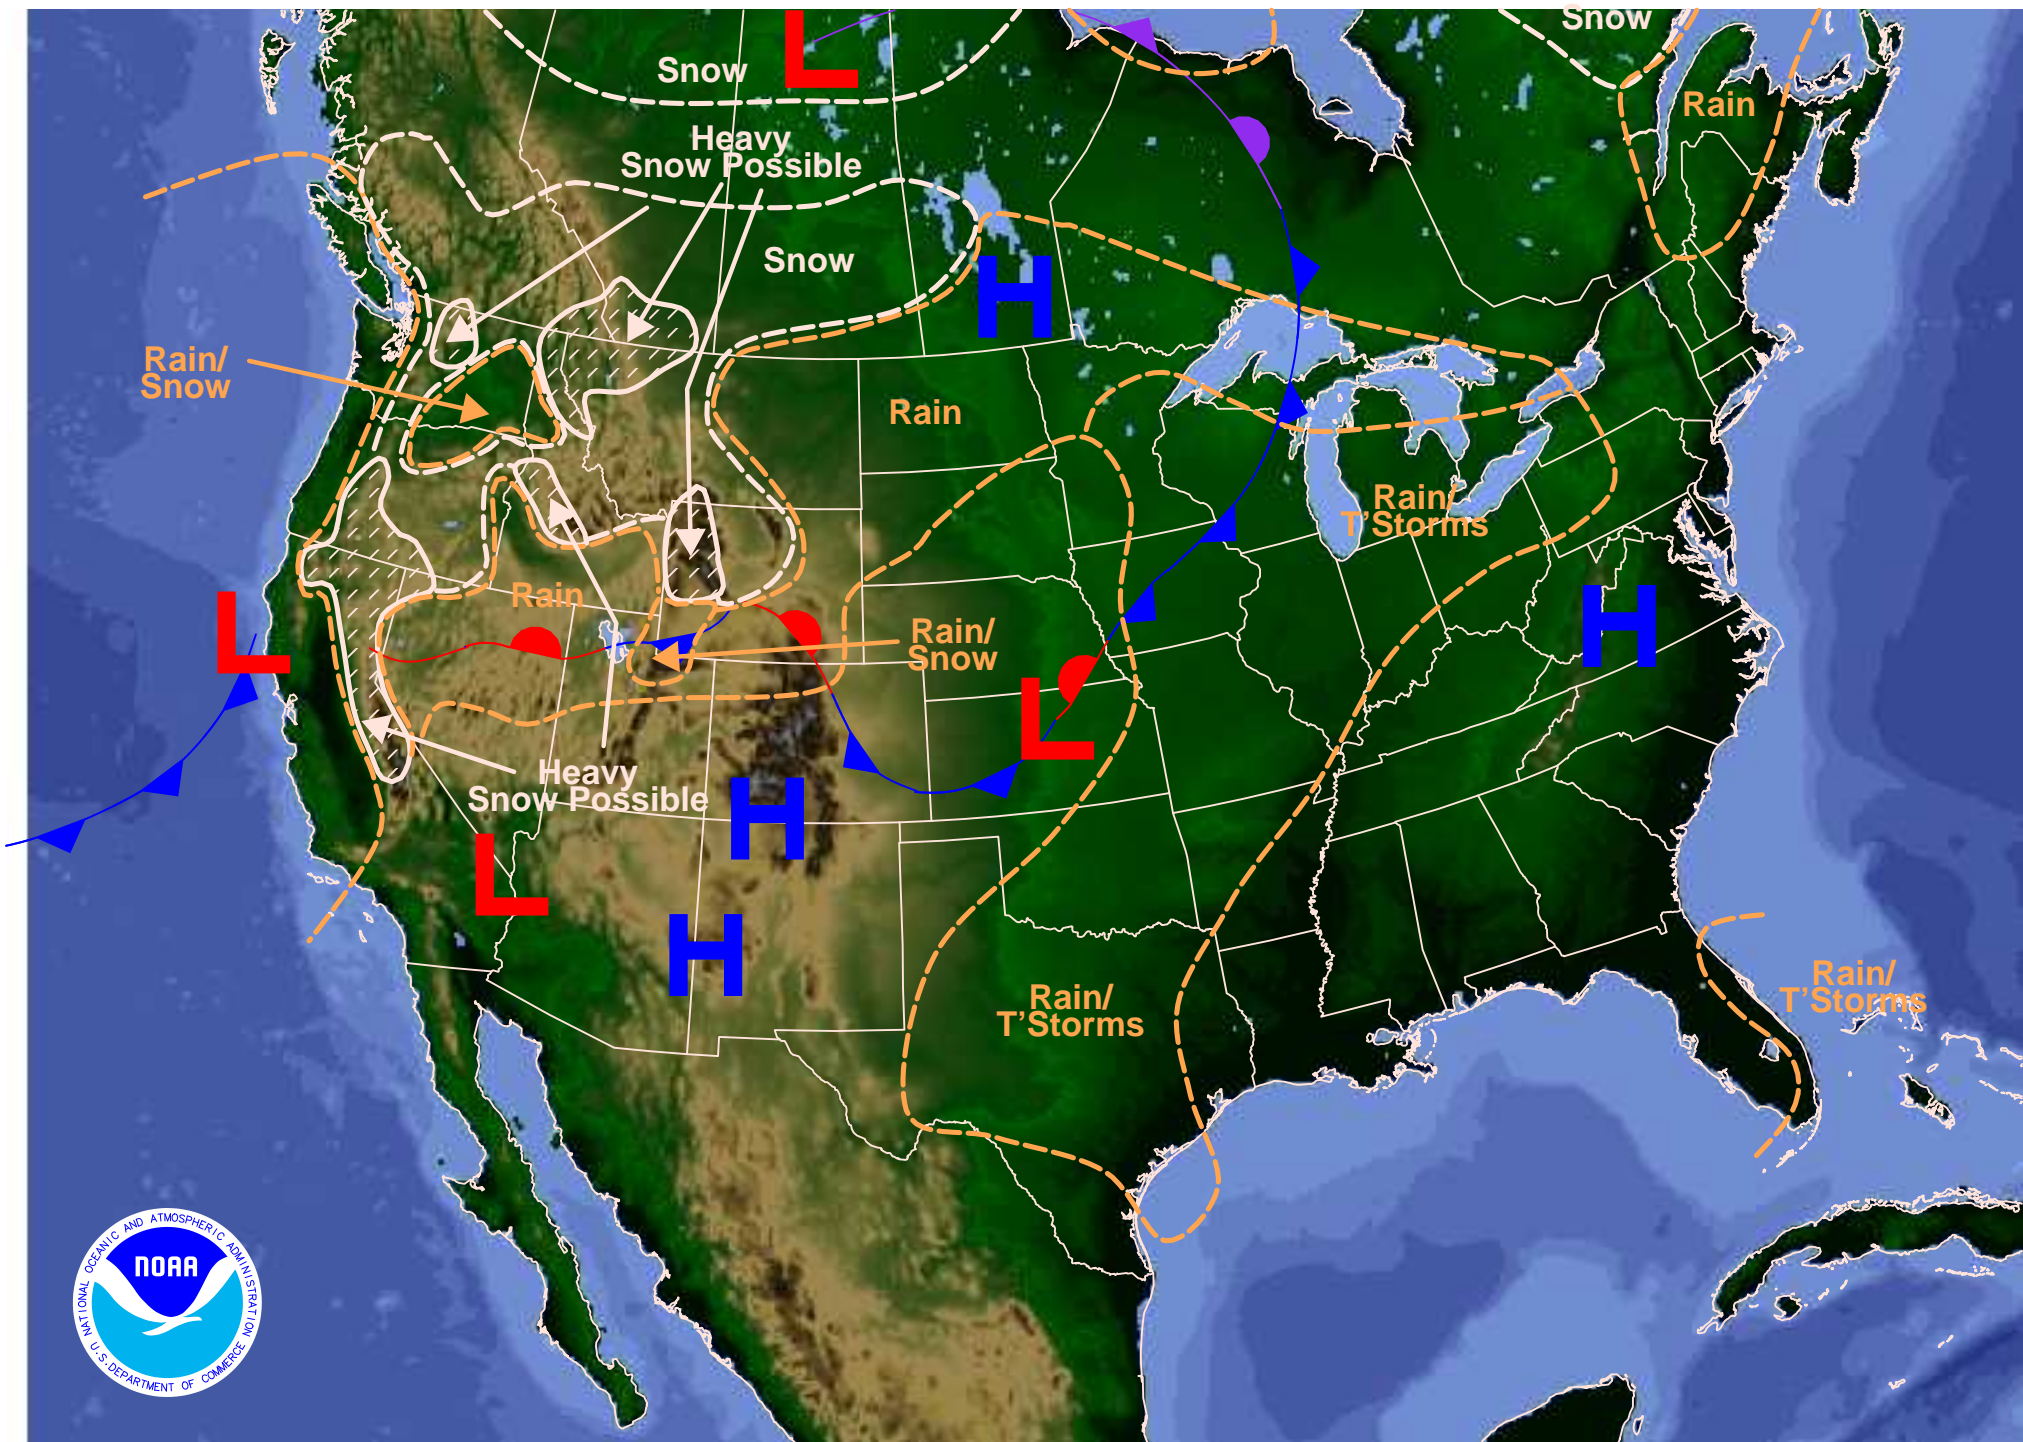 Snow
L
Snow
Rain
Heavy
Snow Possible
Snow
H
Rain/
Snow
Rain
Rain/
T'Storms
Rain
L
H
Rain/
Snow
L
Heavy
Snow Possible
H
L
H
Rain/
T'Storms
Rain/
T'Storms
NATIONAL OCEANIC AND ATMOSPHERIC ADMINISTRATION
NOAA
U.S. DEPARTMENT OF COMMERCE